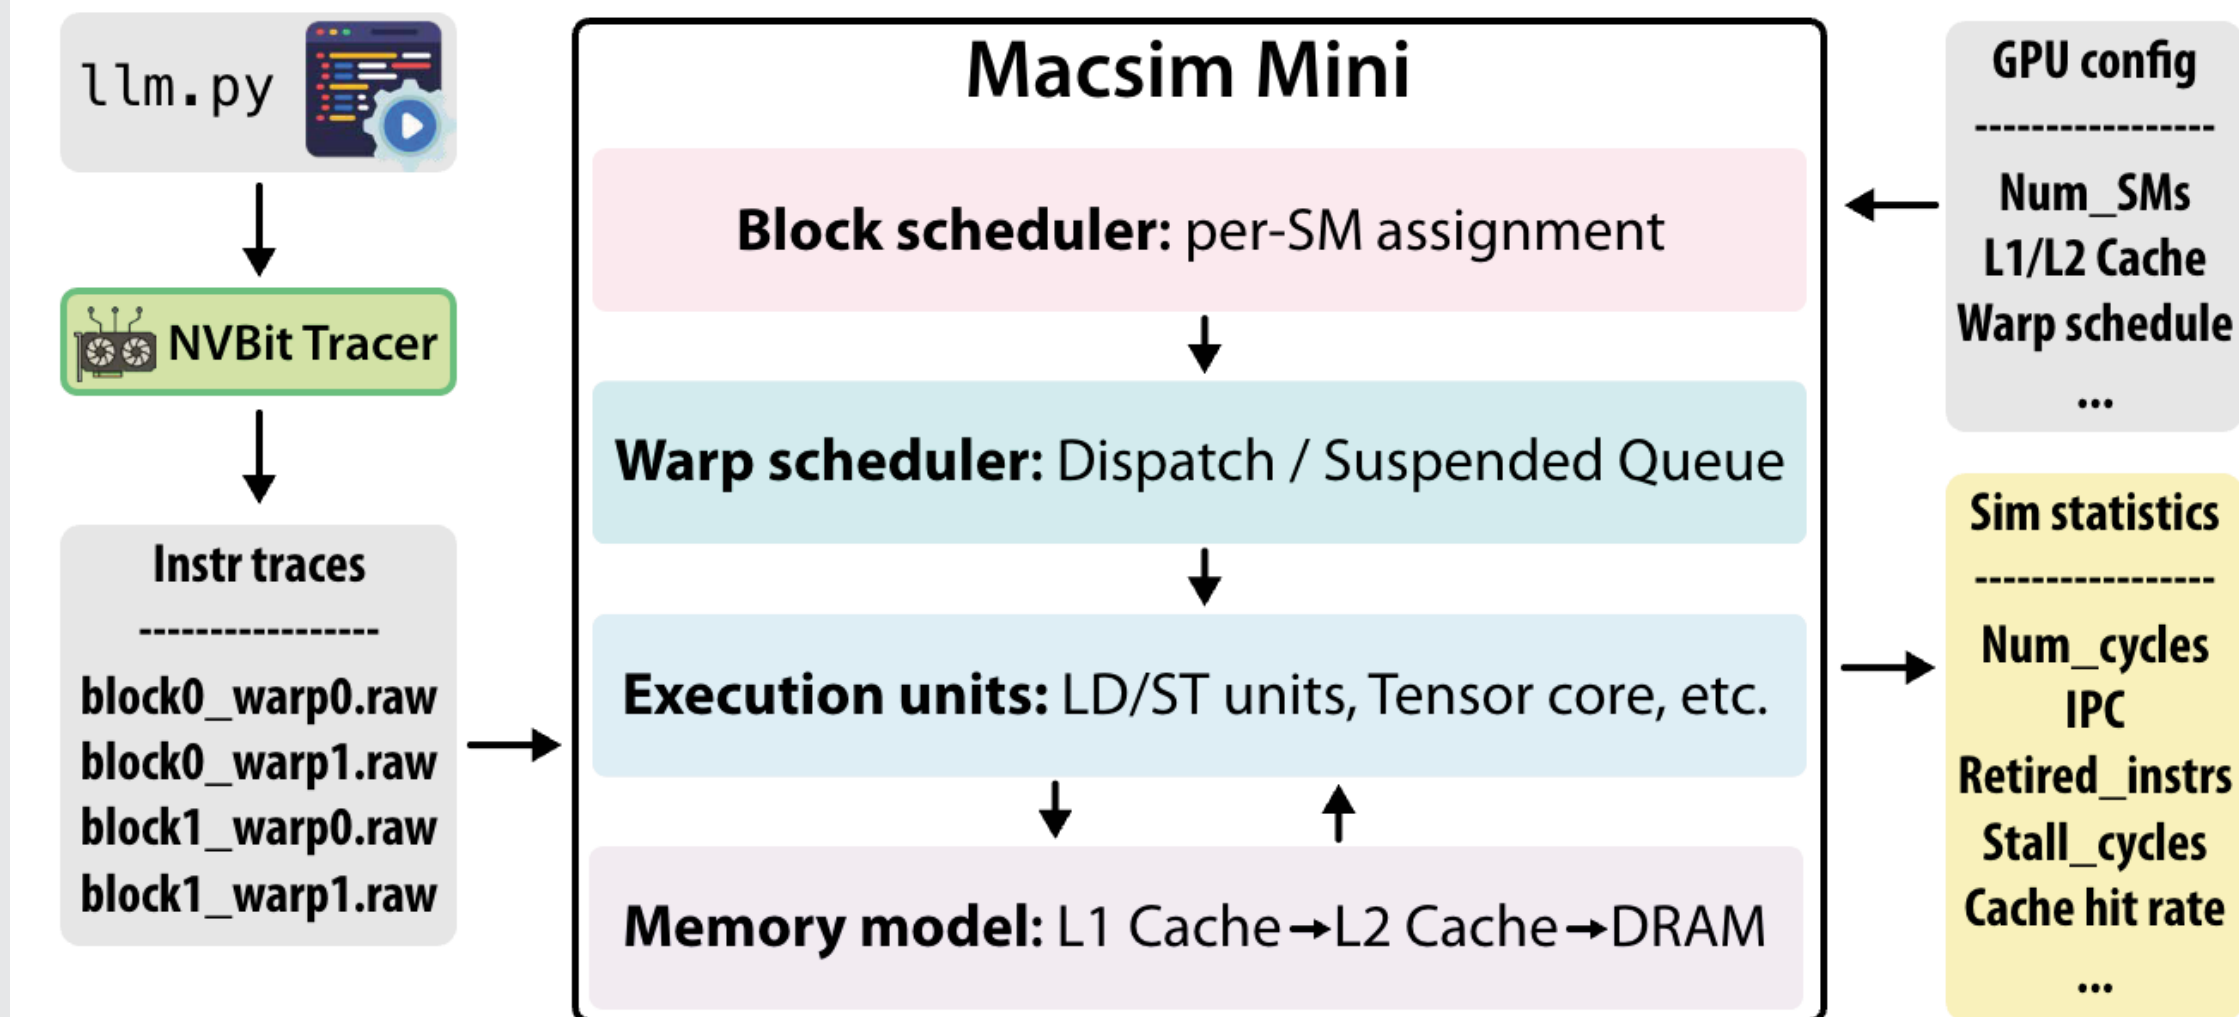 llm.py
NVBit Tracer
Instr traces
-----------------
block0_warp0.raw
block0_warp1.raw
block1_warp0.raw
block1_warp1.raw
Macsim Mini
Block scheduler: per-SM assignment
Warp scheduler: Dispatch / Suspended Queue
Execution units: LD/ST units, Tensor core, etc.
Memory model: L1 Cache→L2 Cache→DRAM
GPU config
-----------------
Num_SMs
L1/L2 Cache
Warp schedule
...
Sim statistics
-----------------
Num_cycles
IPC
Retired_instrs
Stall_cycles
Cache hit rate
...